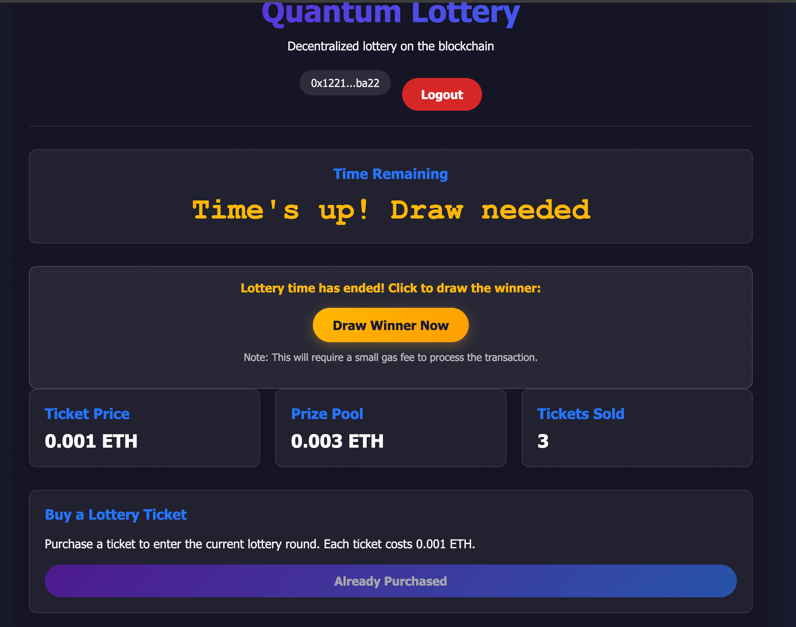 Quantum Lottery
Decentralized lottery on the blockchain
0x1221...ba22
Logout
Time Remaining
Time's up! Draw needed
Lottery time has ended! Click to draw the winner:
Draw Winner Now
Note: This will require a small gas fee to process the transaction.
Ticket Price
0.001 ETH
Prize Pool
0.003 ETH
Tickets Sold
3
Buy a Lottery Ticket
Purchase a ticket to enter the current lottery round. Each ticket costs 0.001 ETH.
Already Purchased